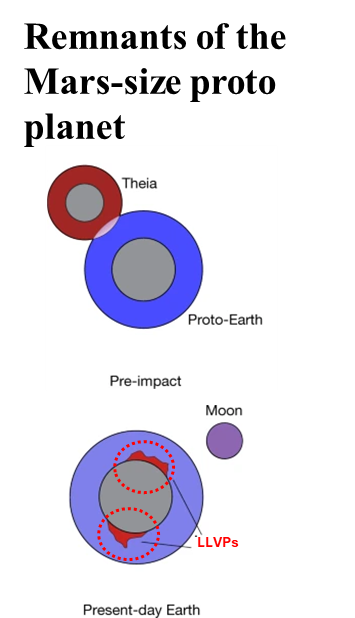 Remnants of the
Mars-size proto
planet
Theia
Proto-Earth
Pre-impact
Moon
LLVPs
Present-day Earth